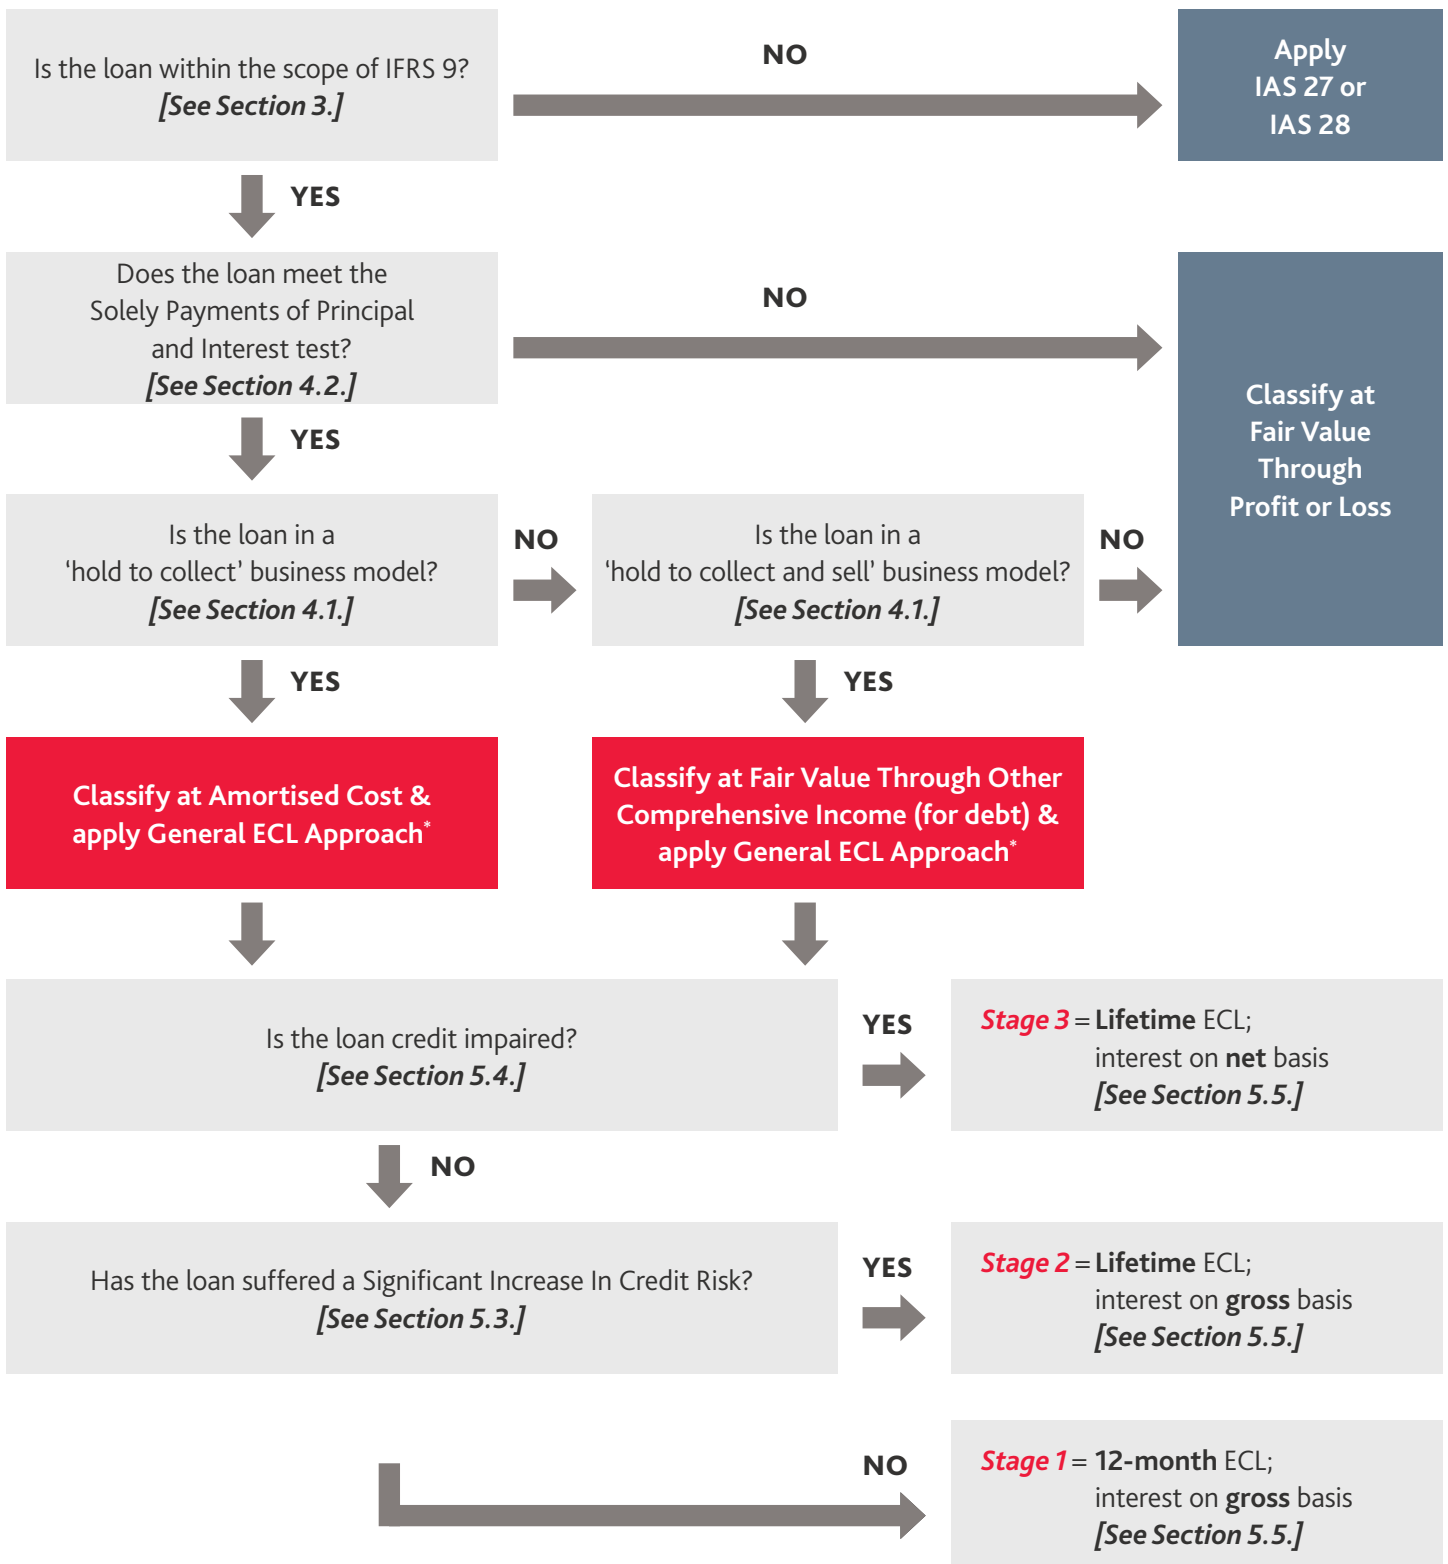 Is the loan within the scope of IFRS 9?
[See Section 3.]
NO
Apply
IAS 27 or
IAS 28
YES
Does the loan meet the
Solely Payments of Principal
and Interest test?
[See Section 4.2.]
NO
Classify at
Fair Value
Through
Profit or Loss
YES
Is the loan in a
‘hold to collect’ business model?
[See Section 4.1.]
NO
Is the loan in a
‘hold to collect and sell’ business model?
[See Section 4.1.]
NO
YES
YES
Classify at Amortised Cost &
apply General ECL Approach*
Classify at Fair Value Through Other
Comprehensive Income (for debt) &
apply General ECL Approach*
Is the loan credit impaired?
[See Section 5.4.]
YES
Stage 3 = Lifetime ECL;
interest on net basis
[See Section 5.5.]
NO
Has the loan suffered a Significant Increase In Credit Risk?
[See Section 5.3.]
YES
Stage 2 = Lifetime ECL;
interest on gross basis
[See Section 5.5.]
NO
Stage 1 = 12-month ECL;
interest on gross basis
[See Section 5.5.]